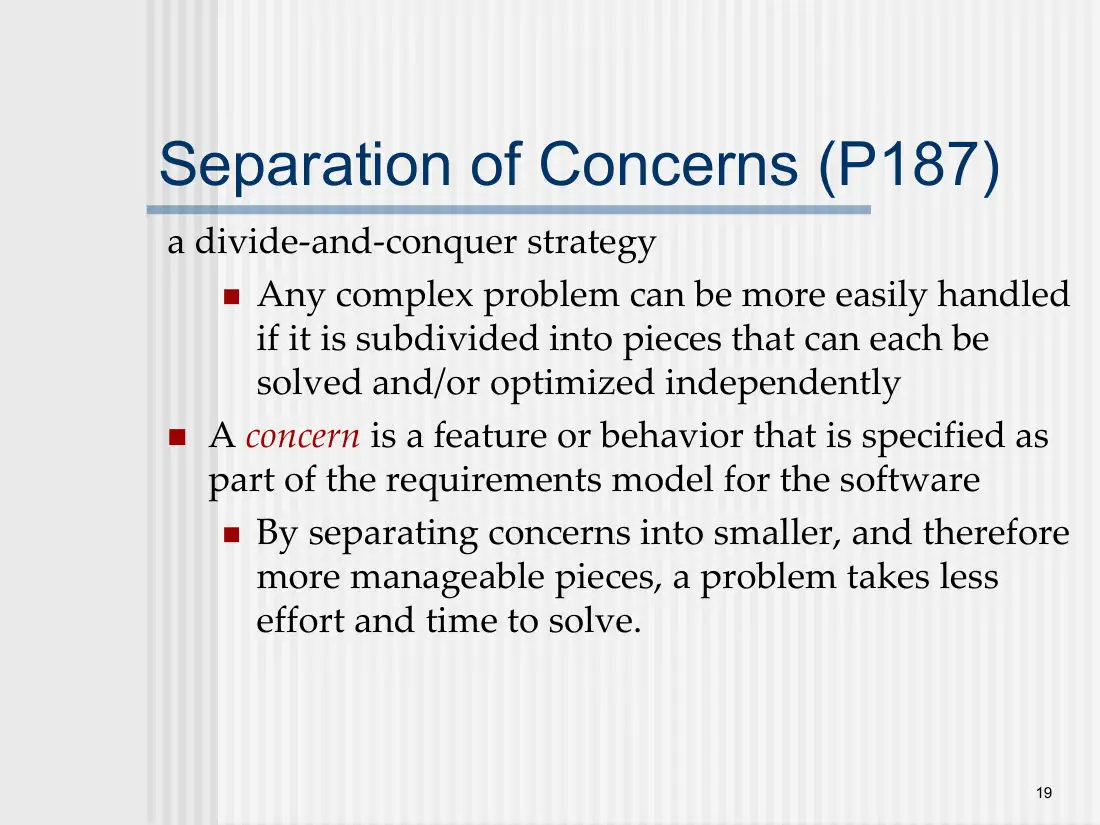 Separation of Concerns (P187)
a divide-and-conquer strategy
Any complex problem can be more easily handled
if it is subdivided into pieces that can each be
solved and/or optimized independently
A concern is a feature or behavior that is specified as
part of the requirements model for the software
By separating concerns into smaller, and therefore
more manageable pieces, a problem takes less
effort and time to solve.
19